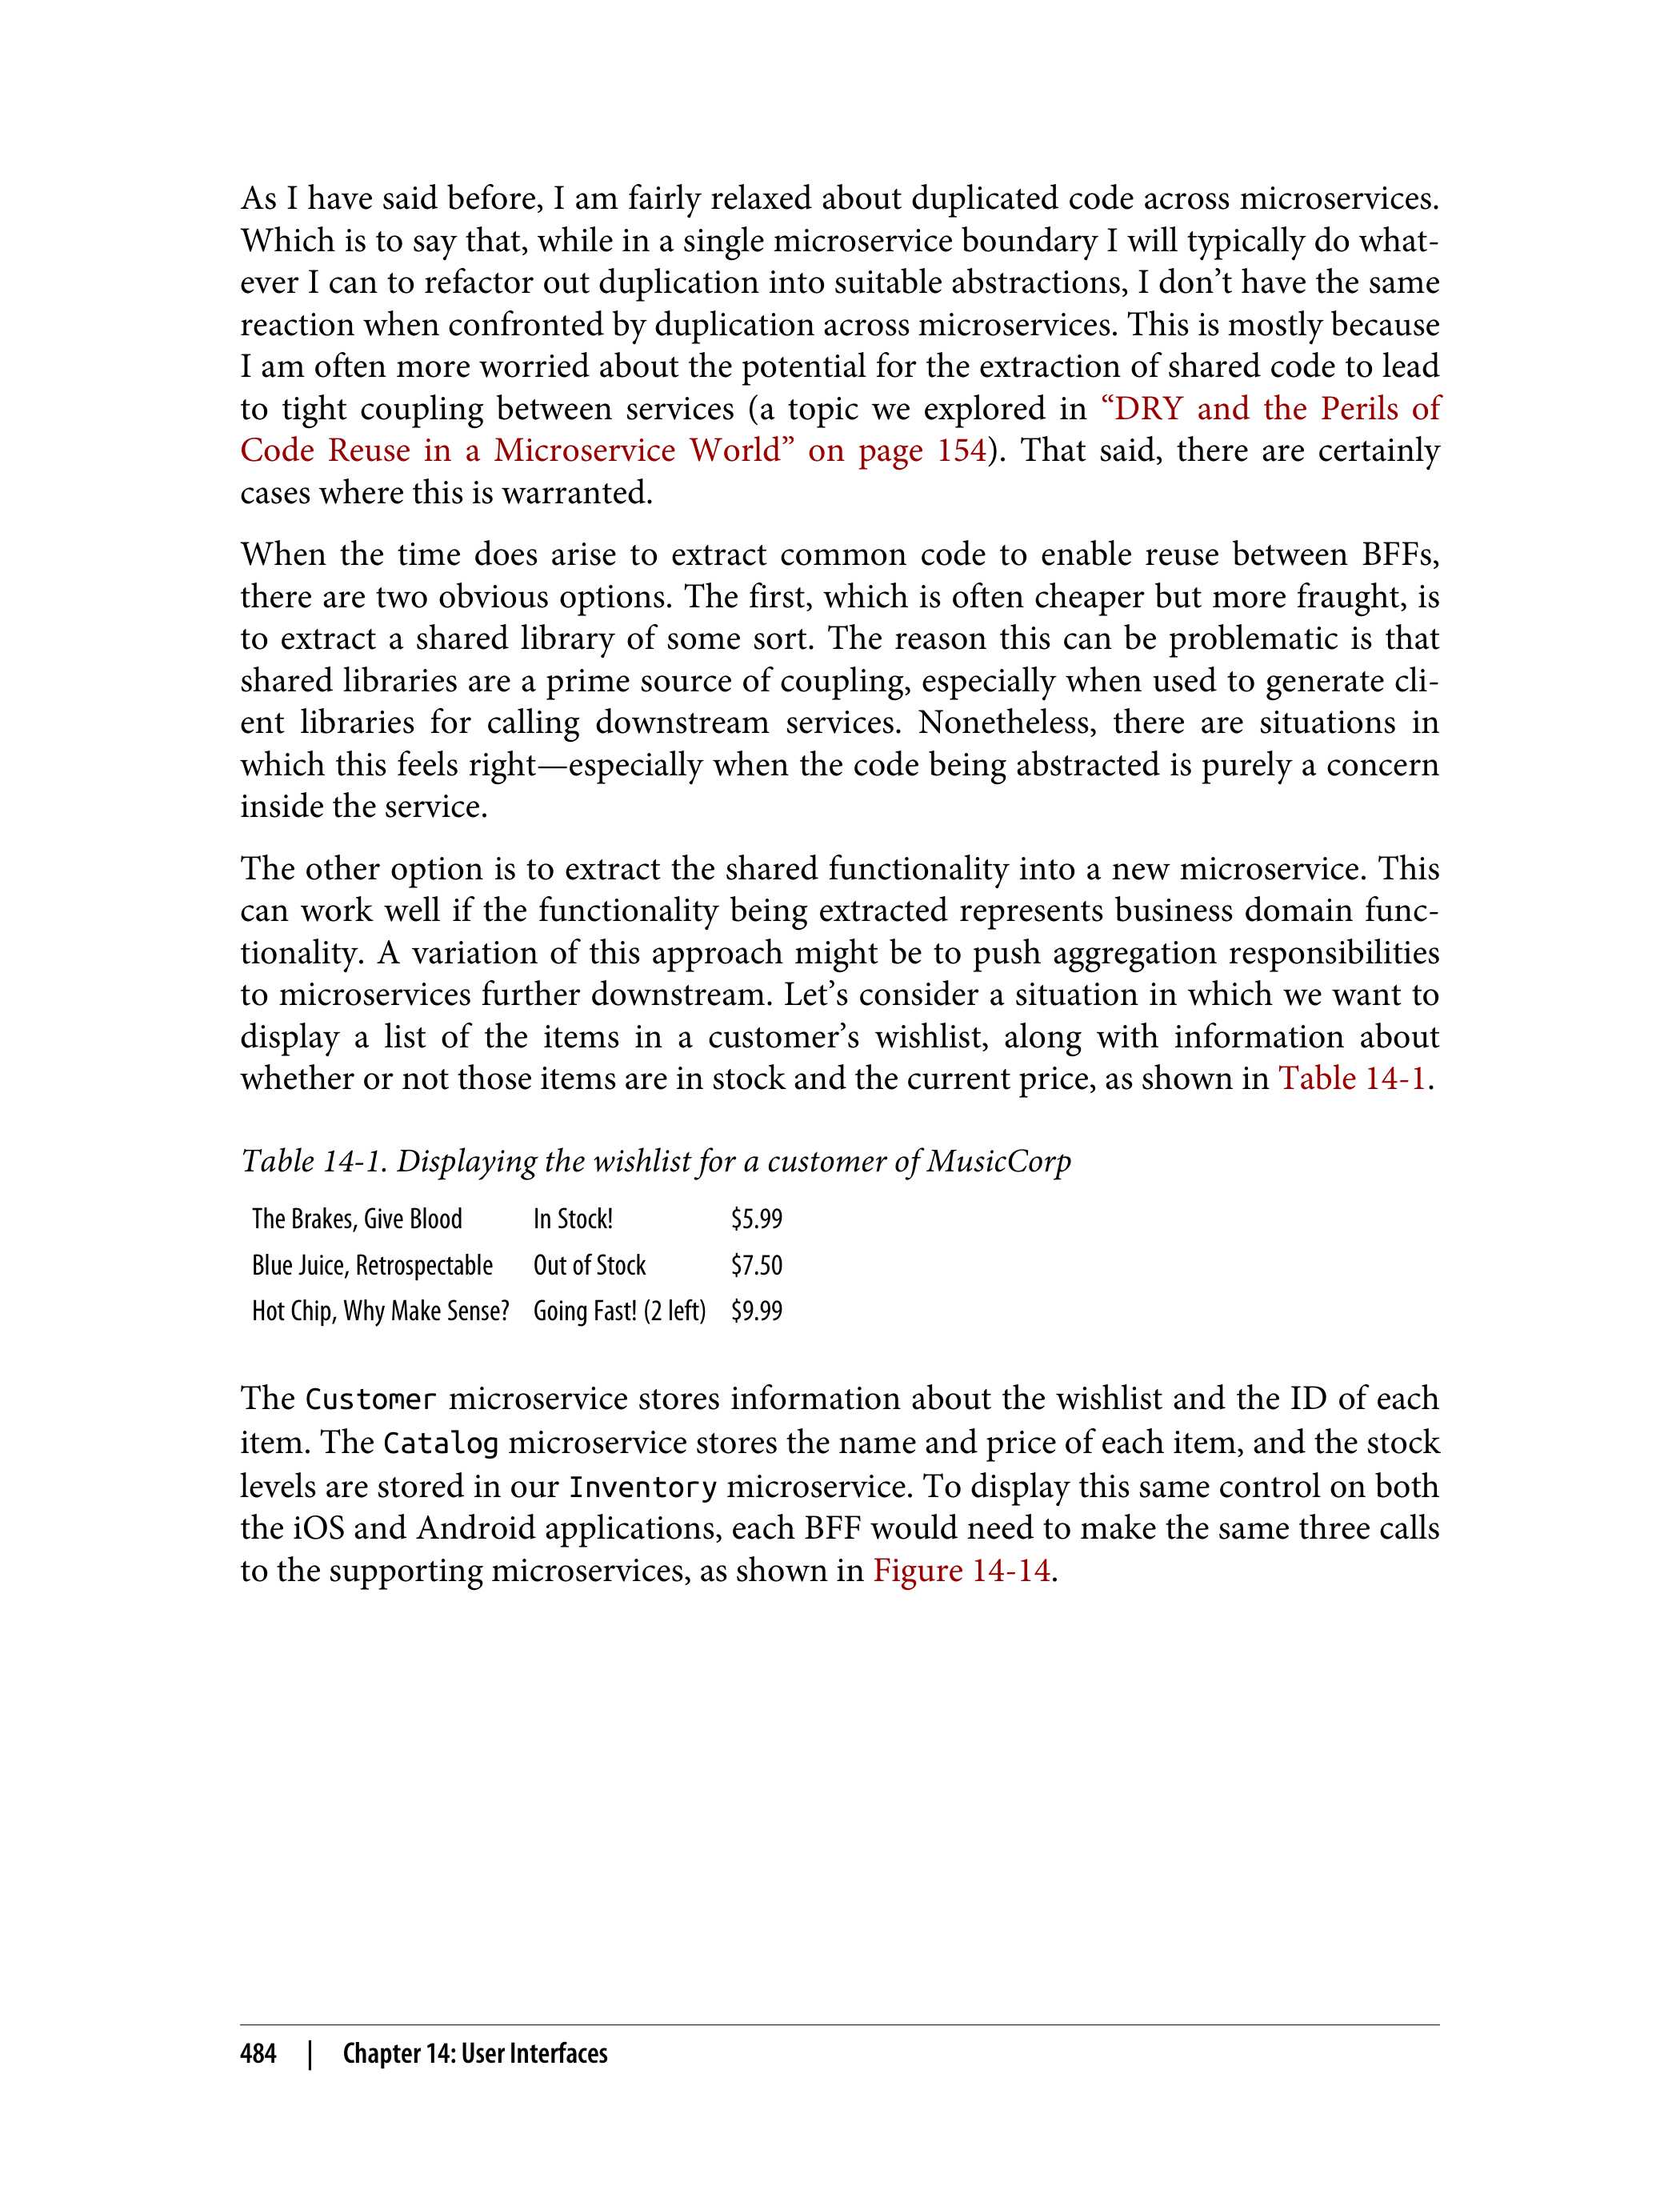 As I have said before, I am fairly relaxed about duplicated code across microservices.
Which is to say that, while in a single microservice boundary I will typically do what-
ever I can to refactor out duplication into suitable abstractions, I don’t have the same
reaction when confronted by duplication across microservices. This is mostly because
I am often more worried about the potential for the extraction of shared code to lead
to tight coupling between services (a topic we explored in “DRY and the Perils of
Code Reuse in a Microservice World” on page 154). That said, there are certainly
cases where this is warranted.
When the time does arise to extract common code to enable reuse between BFFs,
there are two obvious options. The first, which is often cheaper but more fraught, is
to extract a shared library of some sort. The reason this can be problematic is that
shared libraries are a prime source of coupling, especially when used to generate cli-
ent libraries for calling downstream services. Nonetheless, there are situations in
which this feels right—especially when the code being abstracted is purely a concern
inside the service.
The other option is to extract the shared functionality into a new microservice. This
can work well if the functionality being extracted represents business domain func-
tionality. A variation of this approach might be to push aggregation responsibilities
to microservices further downstream. Let’s consider a situation in which we want to
display a list of the items in a customer’s wishlist, along with information about
whether or not those items are in stock and the current price, as shown in Table 14-1.
Table 14-1. Displaying the wishlist for a customer of MusicCorp
The Brakes, Give Blood In Stock! $5.99
Blue Juice, Retrospectable Out of Stock $7.50
Hot Chip, Why Make Sense? Going Fast! (2 left) $9.99
The Customer microservice stores information about the wishlist and the ID of each
item. The Catalog microservice stores the name and price of each item, and the stock
levels are stored in our Inventory microservice. To display this same control on both
the iOS and Android applications, each BFF would need to make the same three calls
to the supporting microservices, as shown in Figure 14-14.
484 | Chapter 14: User Interfaces